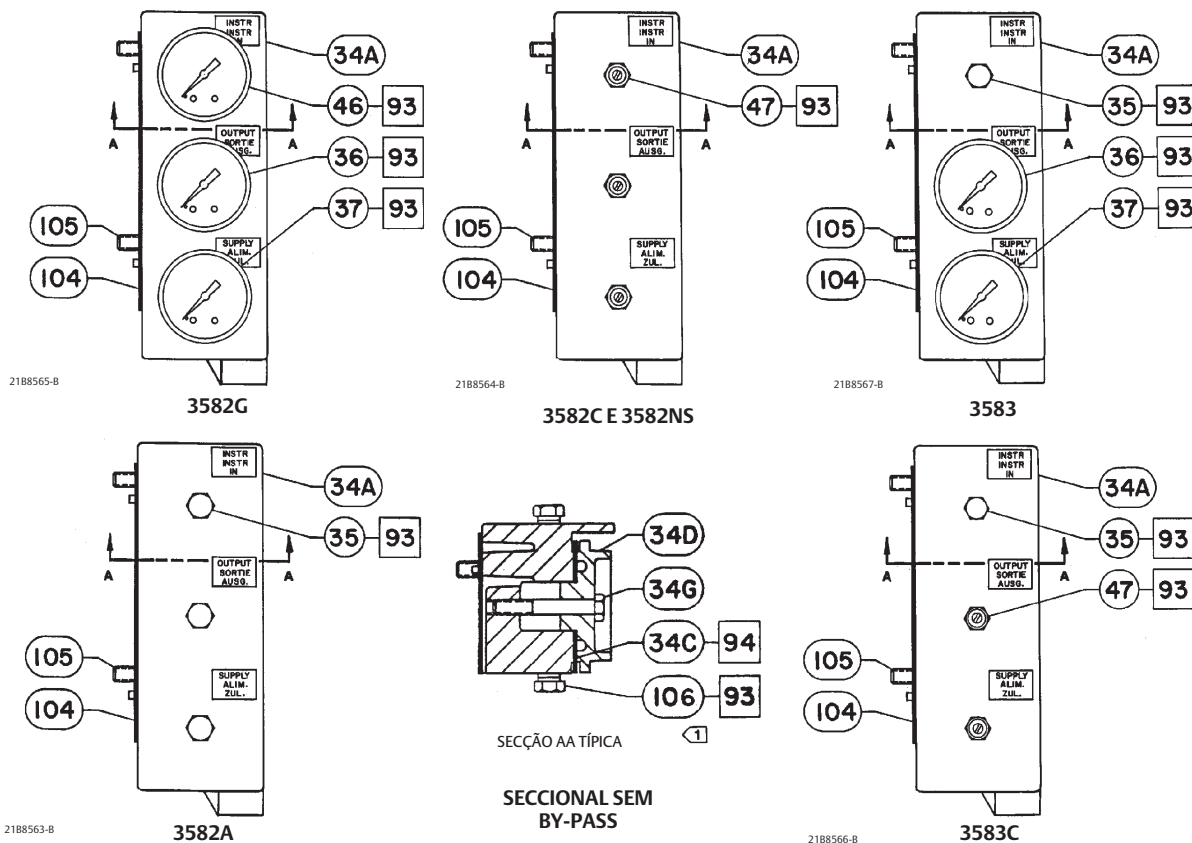 INSTR
INSTR
34A
46 93
A A
OUTPUT
SORTIE
AUSG.
36 93
37 93
105
SUPPLY
ALIM.
104
21B8565-B
3582G
INSTR
INSTR
IN
34A
47 93
A A
OUTPUT
SORTIE
AUSG.
105
SUPPLY
ALIM.
ZUL.
104
21B8564-B
3582C E 3582NS
INSTR
INSTR
IN
34A
35 93
A A
OUTPUT
SORTIE
36 93
37 93
105
SUPPLY
ALIM.
104
21B8567-B
3583
INSTR
INSTR
IN
34A
35 93
A A
OUTPUT
SORTIE
AUSG.
105
SUPPLY
ALIM.
ZUL.
104
21B8563-B
3582A
34D
34G
34C 94
106 93
1
SECÇÃO AA TÍPICA
SECCIONAL SEM
BY-PASS
INSTR
INSTR
IN
34A
35 93
A A
OUTPUT
SORTIE
AUSG.
47 93
105
SUPPLY
ALIM.
ZUL.
104
21B8566-B
3583C